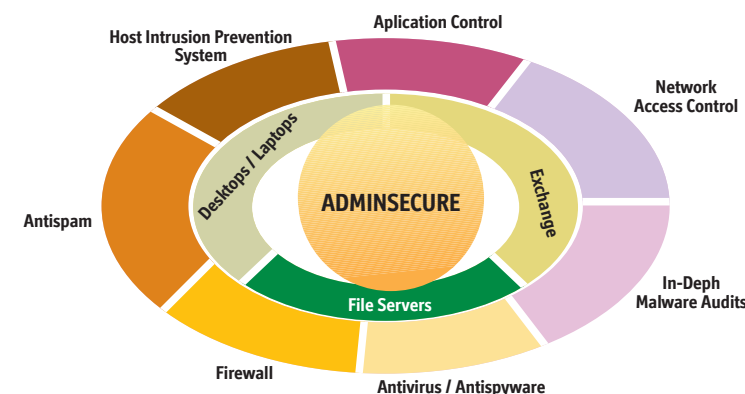 Aplication Control
Host Intrusion Prevention
System
Network
Access Control
Desktops / Laptops
Exchange
ADMINSECURE
Antispam
In-Deph
Malware Audits
File Servers
Firewall
Antivirus / Antispyware